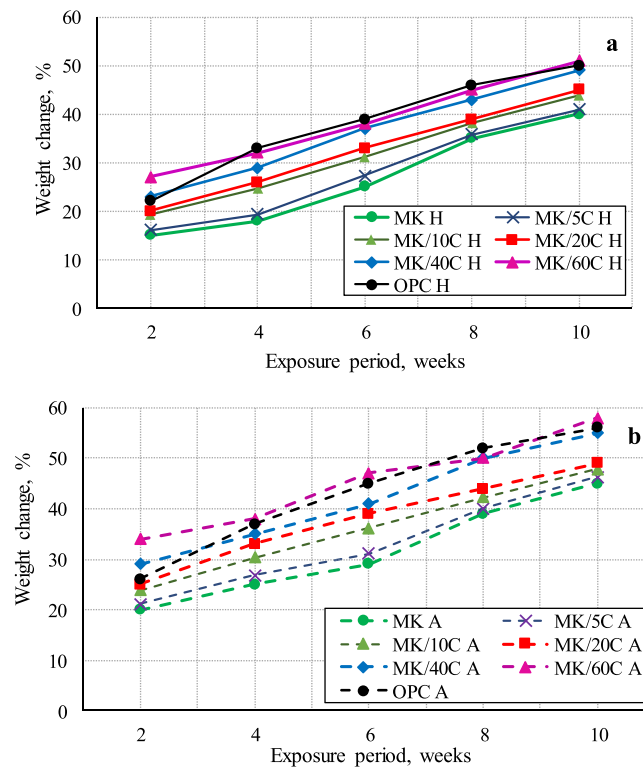 a
Weight change, %
60
50
40
30
20
10
0
MK H
MK/5C H
MK/10C H
MK/20C H
MK/40C H
MK/60C H
OPC H
2 4 6 8 10
Exposure period, weeks
b
Weight change, %
60
50
40
30
20
10
0
MK A
MK/5C A
MK/10C A
MK/20C A
MK/40C A
MK/60C A
OPC A
2 4 6 8 10
Exposure period, weeks